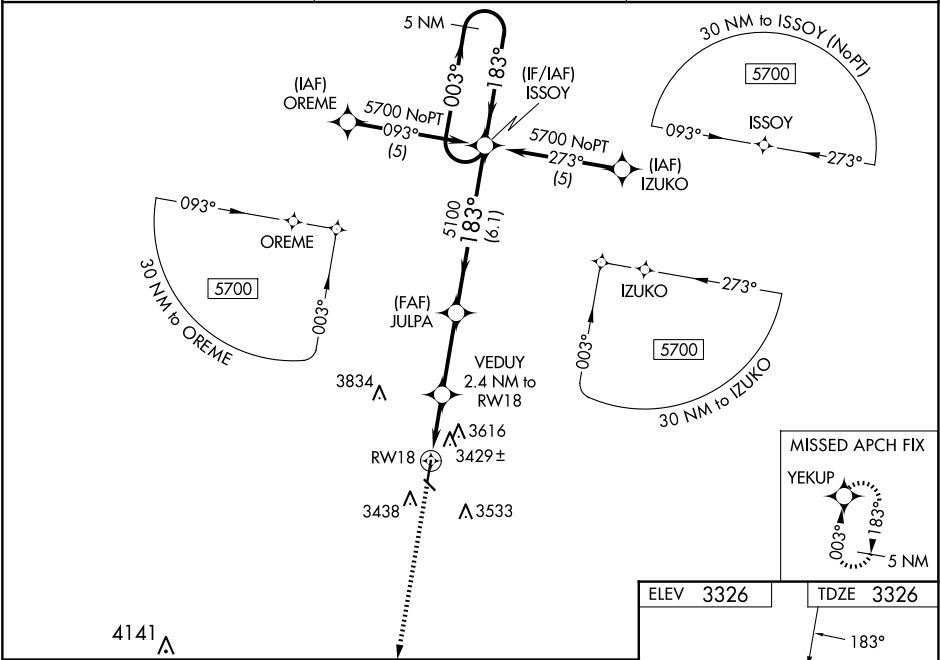 5 NM
003°
183°
(IF/IAF)
ISSOY
(IAF)
OREME
5700 NoPT
093°
(5)
5700 NoPT
273°
(5)
(IAF)
IZUKO
30 NM to ISSOY (NoPT)
5700
ISSOY
093°
273°
5100
183°
(6.1)
093°
OREME
5700
003°
30 NM to OREME
IZUKO
273°
003°
5700
30 NM to IZUKO
(FAF)
JULPA
VEDUY
2.4 NM to
RW18
3834
3616
3429 ±
RW18
3438
3533
4141
MISSED APCH FIX
YEKUP
003°
183°
5 NM
ELEV 3326
TDZE 3326
183°